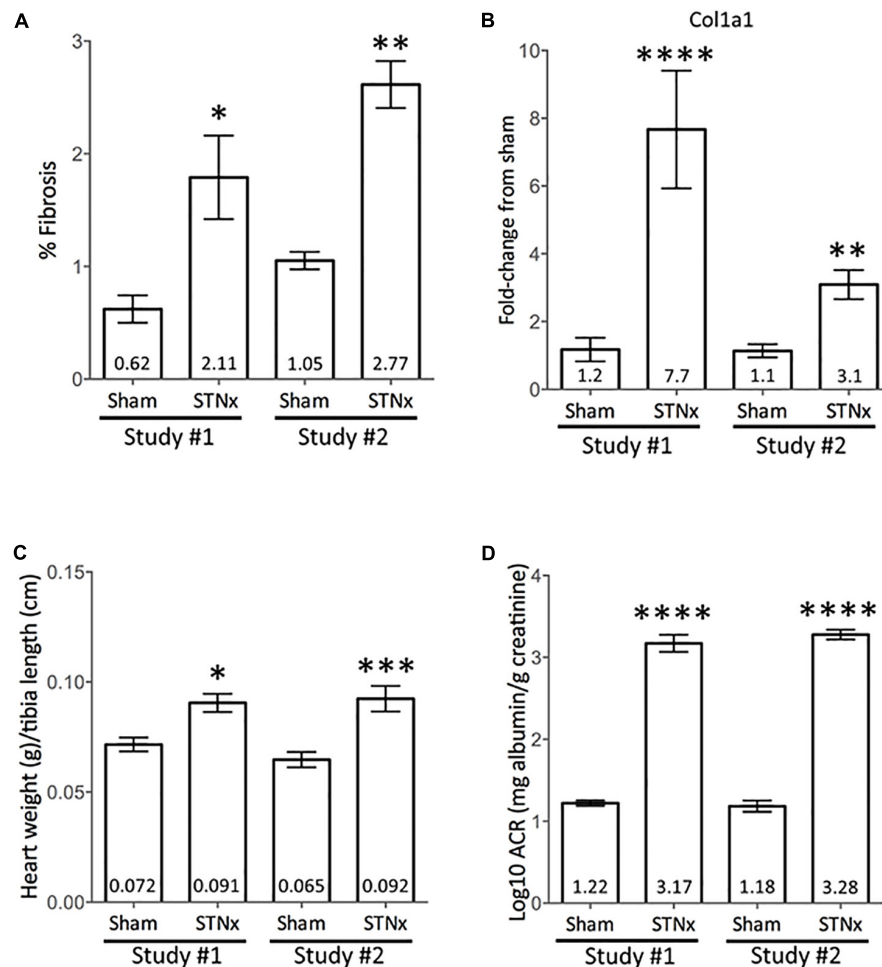 A
% Fibrosis
3
2
1
0
*
**
0.62
2.11
1.05
2.77
Sham
STNx
Sham
STNx
Study #1
Study #2
B
Col1a1
Fold-change from sham
10
8
6
4
2
0
****
**
1.2
7.7
1.1
3.1
Sham
STNx
Sham
STNx
Study #1
Study #2
C
Heart weight (g)/tibia length (cm)
0.15
0.10
0.05
0.00
*
***
0.072
0.091
0.065
0.092
Sham
STNx
Sham
STNx
Study #1
Study #2
D
Log10 ACR (mg albumin/g creatinine)
4
3
2
1
0
****
****
1.22
3.17
1.18
3.28
Sham
STNx
Sham
STNx
Study #1
Study #2